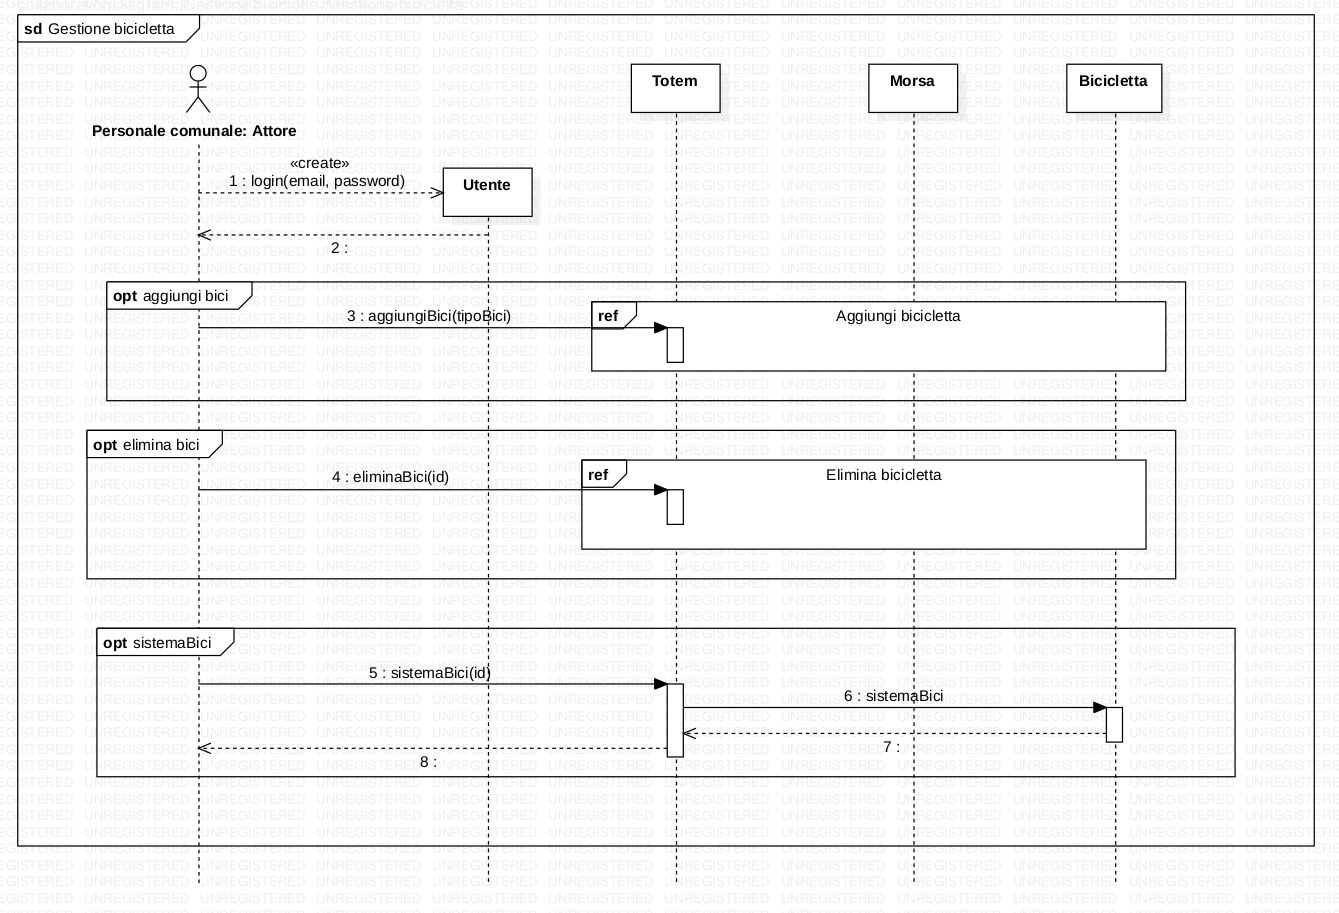 sd Gestione bicicletta
Totem
Morsa
Bicicletta
Personale comunale: Attore
«create»
1 : login(email, password)
Utente
2 :
opt aggiungi bici
3 : aggiungiBici(tipoBici)
ref
Aggiungi bicicletta
opt elimina bici
4 : eliminaBici(id)
ref
Elimina bicicletta
opt sistemaBici
5 : sistemaBici(id)
6 : sistemaBici
7 :
8 :
UNREGISTERED